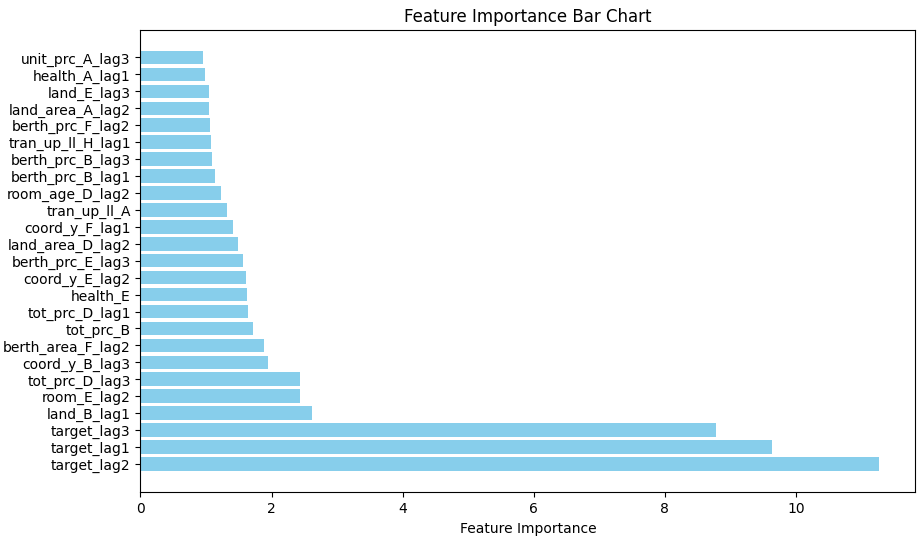 Feature Importance Bar Chart
unit_prc_A_lag3
health_A_lag1
land_E_lag3
land_area_A_lag2
berth_prc_F_lag2
tran_up_ll_H_lag1
berth_prc_B_lag3
berth_prc_B_lag1
room_age_D_lag2
tran_up_ll_A
coord_y_F_lag1
land_area_D_lag2
berth_prc_E_lag3
coord_y_E_lag2
health_E
tot_prc_D_lag1
tot_prc_B
berth_area_F_lag2
coord_y_B_lag3
tot_prc_D_lag3
room_E_lag2
land_B_lag1
target_lag3
target_lag1
target_lag2
0 2 4 6 8 10
Feature Importance